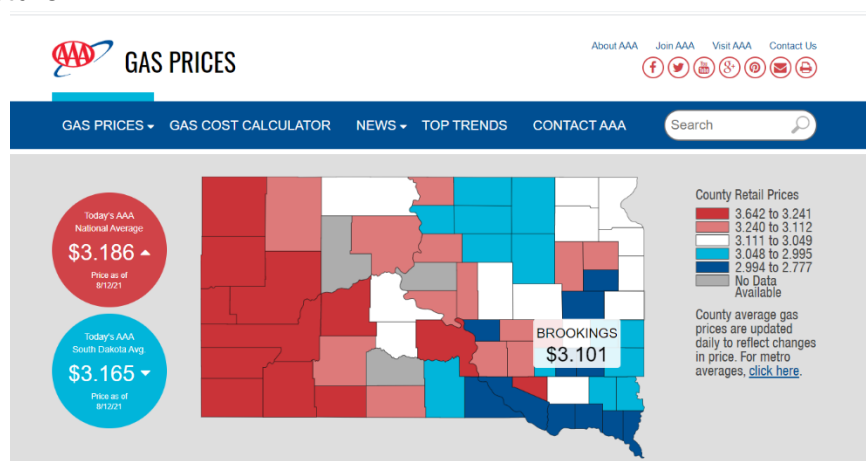 AAA
GAS PRICES
About AAA Join AAA Visit AAA Contact Us
GAS PRICES GAS COST CALCULATOR NEWS TOP TRENDS CONTACT AAA Search
Today's AAA
National Average
$3.186
Price as of
8/12/21
Today's AAA
South Dakota Avg.
$3.165
Price as of
8/12/21
BROOKINGS
$3.101
County Retail Prices
3.642 to 3.241
3.240 to 3.112
3.111 to 3.049
3.048 to 2.995
2.994 to 2.777
No Data
Available
County average gas
prices are updated
daily to reflect changes
in price. For metro
averages, click here.